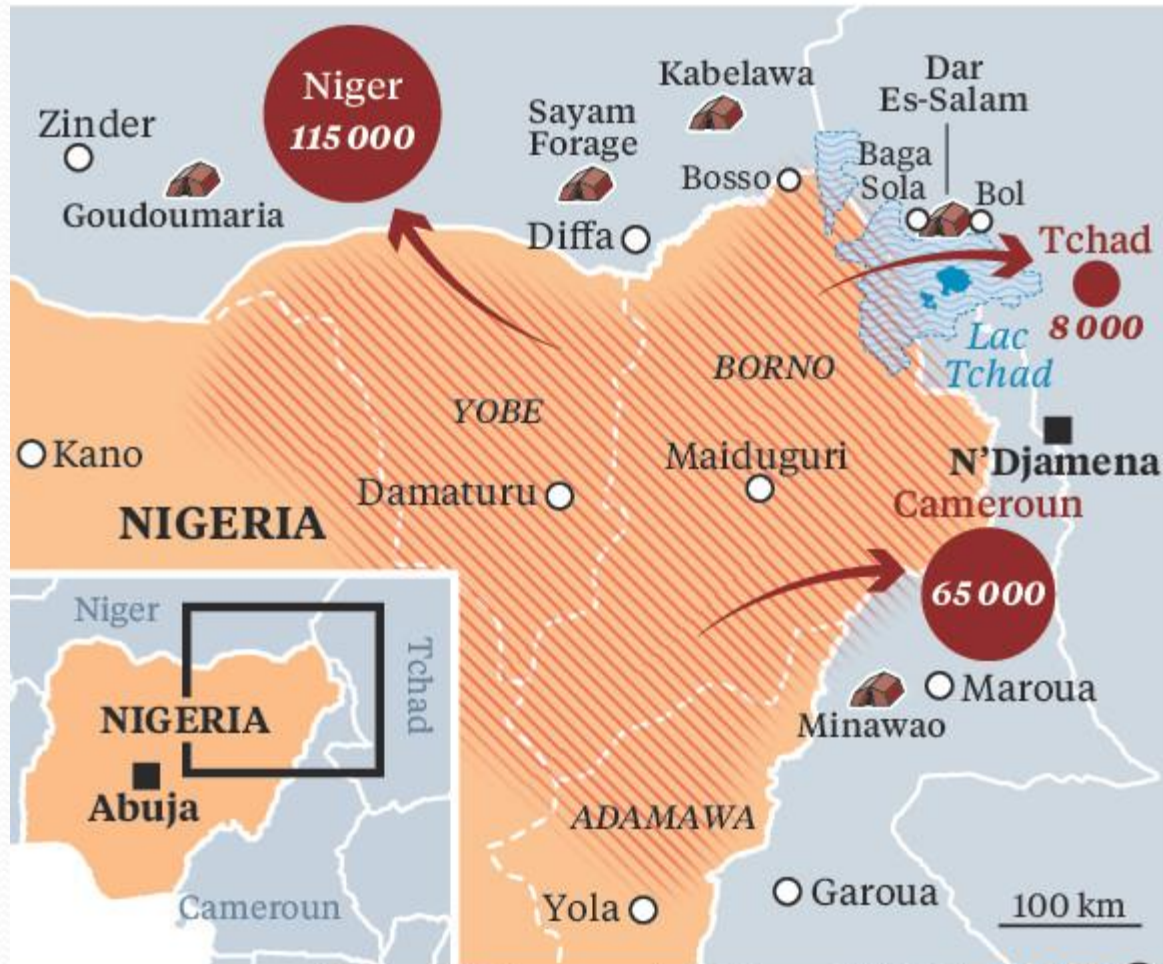 Niger
115 000
Zinder
Goudoumaria
Sayam
Forage
Kabelawa
Dar
Es-Salam
Baga
Sola
Bol
Bosso
Diffa
Tchad
8 000
Lac
Tchad
BORNO
YOBE
Kano
Maiduguri
Damaturu
N'Djamena
NIGERIA
Cameroun
65 000
Maroua
Minawao
ADAMAWA
Yola
Garoua
100 km
Niger
Tchad
NIGERIA
Abuja
Cameroun